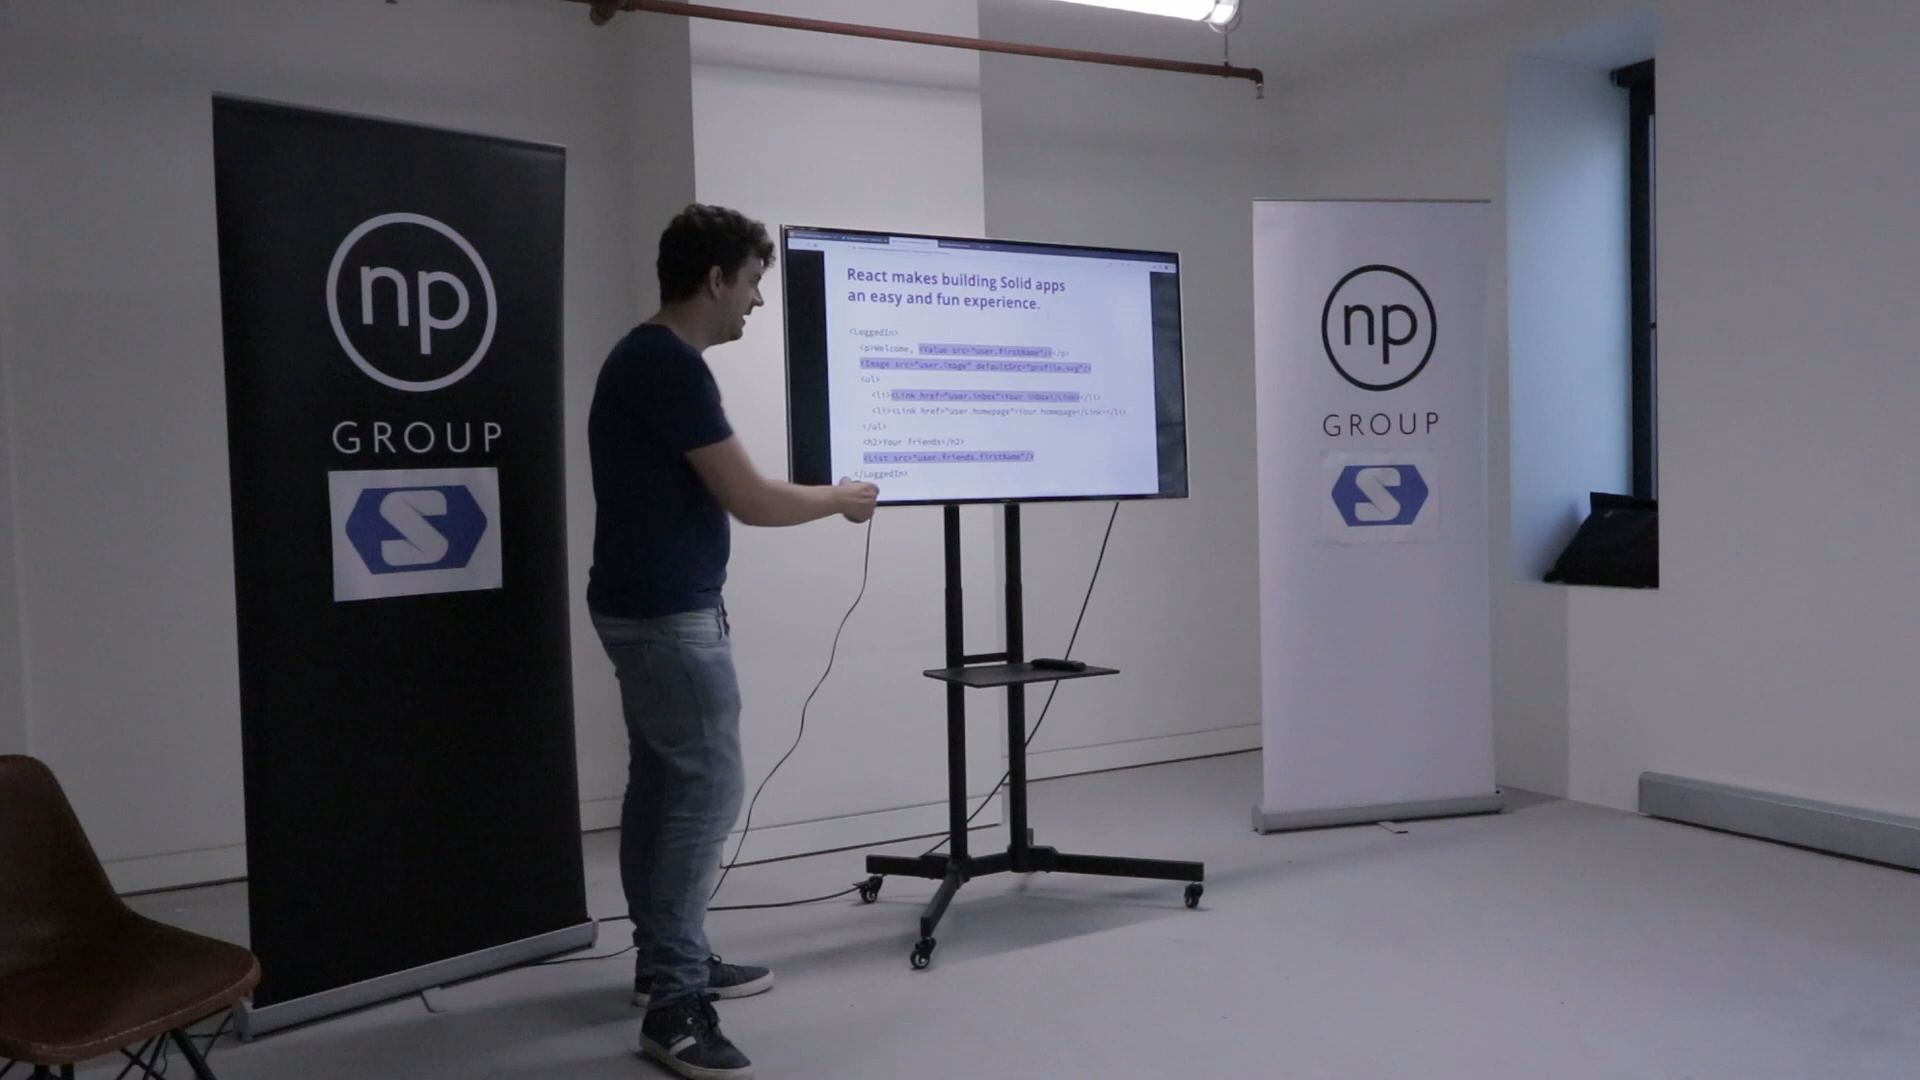 np
GROUP
S
React makes building Solid apps
an easy and fun experience.
<LoggedIn>
<p>Welcome, <Value src="user.firstName"/></p>
<Image src="user.image" defaultSrc="profile.svg"/>
<ul>
<li><Link href="user.inbox">Your inbox</Link></li>
<li><Link href="user.homepage">Your homepage</Link></li>
</ul>
<h2>Your friends</h2>
<List src="user.friends.firstName"/>
</LoggedIn>
np
GROUP
S